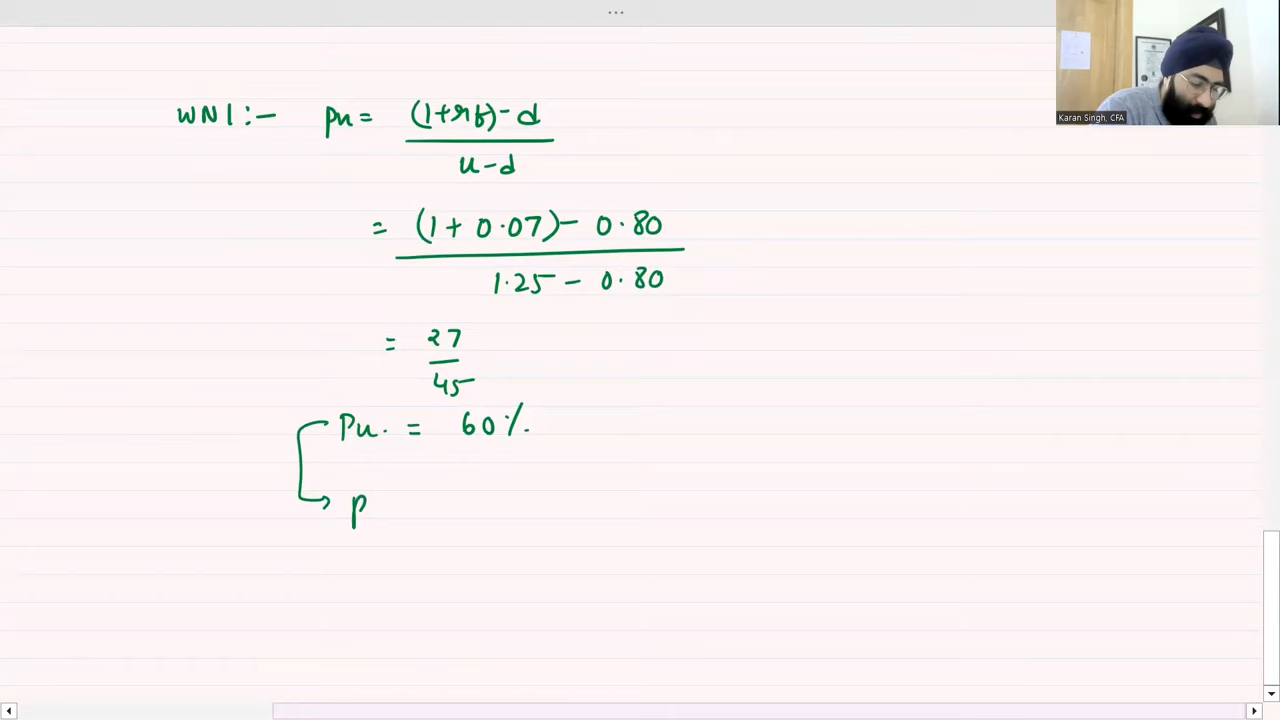 WN1:- pu = (1+rf)-d
u-d
= (1+0.07)- 0.80
1.25 - 0.80
= 27
45
Pu. = 60%.
p
Karan Singh, CFA